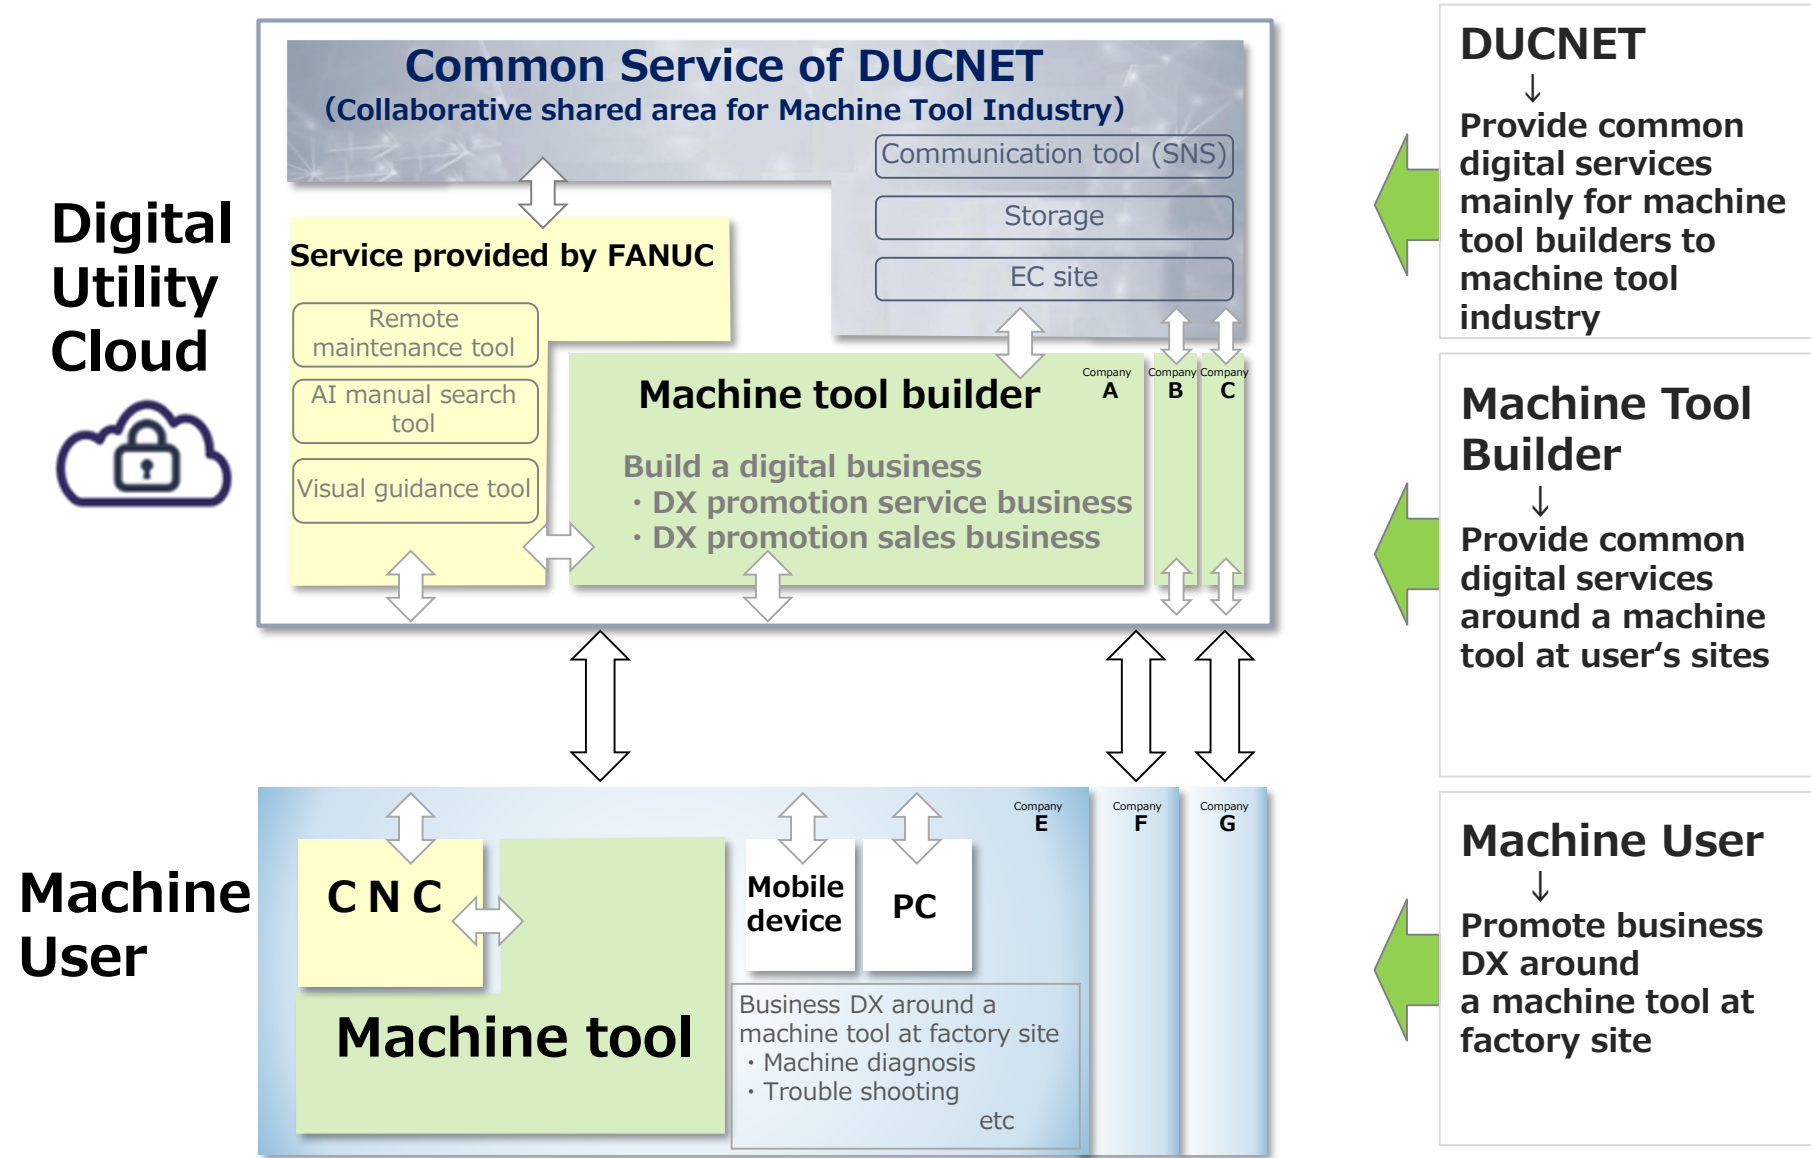 Digital
Utility
Cloud
Common Service of DUCNET
(Collaborative shared area for Machine Tool Industry)
Communication tool (SNS)
Storage
EC site
Service provided by FANUC
Remote
maintenance tool
AI manual search
tool
Visual guidance tool
Machine tool builder
Build a digital business
・DX promotion service business
・DX promotion sales business
Company
A
Company
B
Company
C
Machine
User
CNC
Machine tool
Mobile
device
PC
Business DX around a
machine tool at factory site
・Machine diagnosis
・Trouble shooting
etc
Company
E
Company
F
Company
G
DUCNET
↓
Provide common
digital services
mainly for machine
tool builders to
machine tool
industry
Machine Tool
Builder
↓
Provide common
digital services
around a machine
tool at user‘s sites
Machine User
↓
Promote business
DX around
a machine tool at
factory site